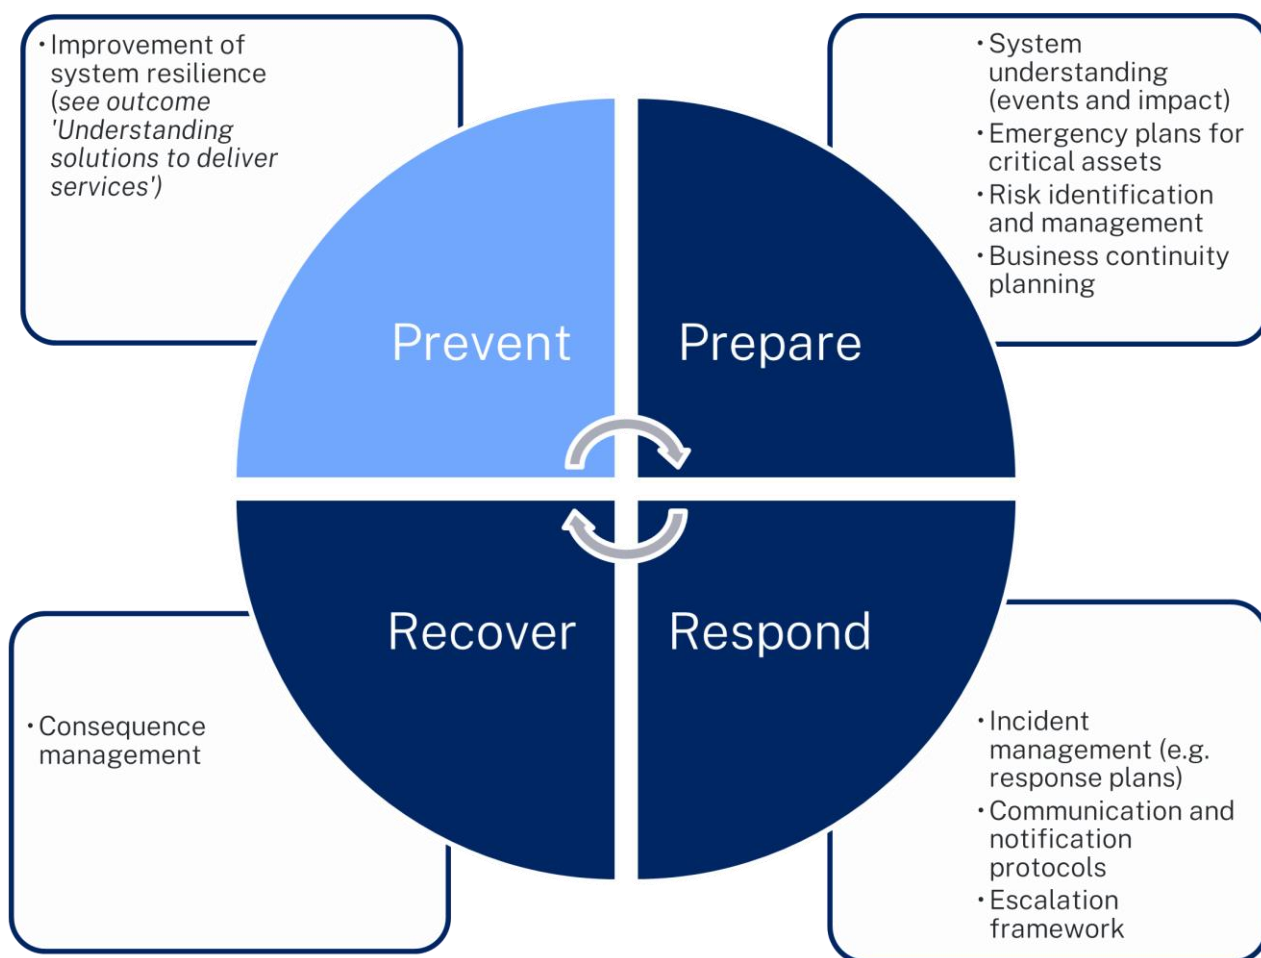 • Improvement of
system resilience
(see outcome
'Understanding
solutions to deliver
services')
• System
understanding
(events and impact)
• Emergency plans for
critical assets
• Risk identification
and management
• Business continuity
planning
Prevent
Prepare
Recover
Respond
• Consequence
management
• Incident
management (e.g.
response plans)
• Communication and
notification
protocols
• Escalation
framework